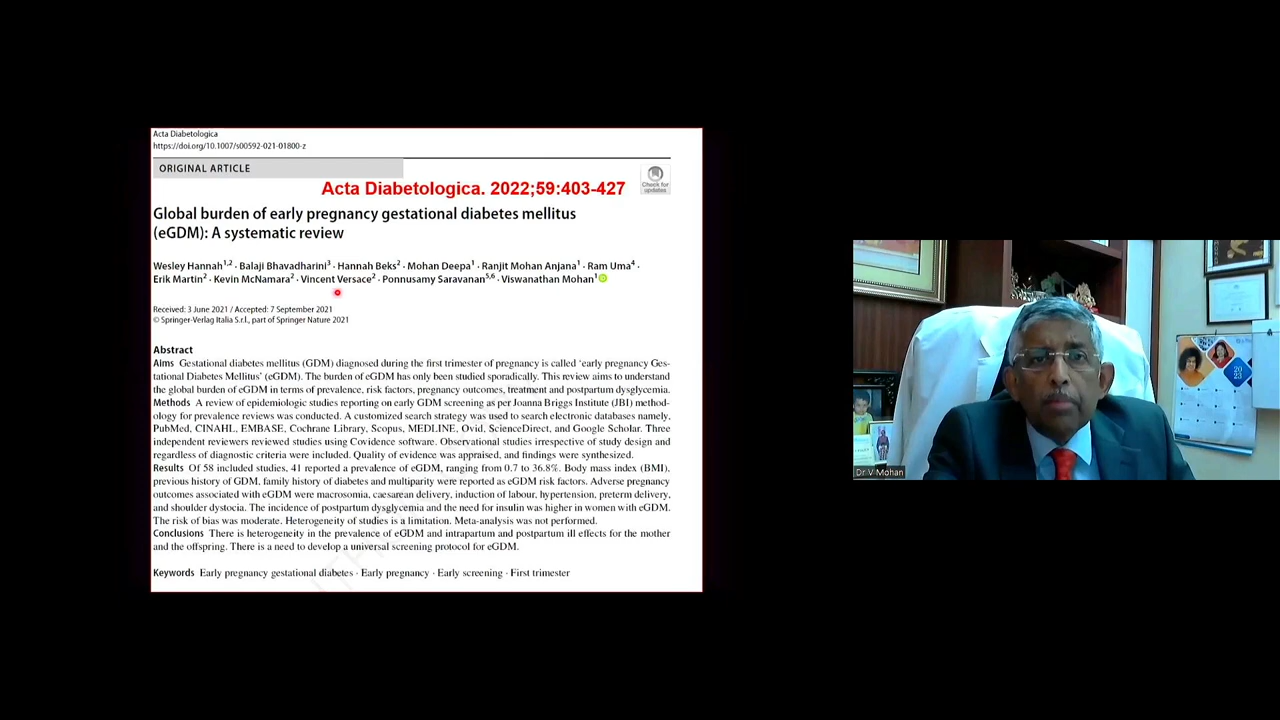 Acta Diabetologica
https://doi.org/10.1007/s00592-021-01800-z
ORIGINAL ARTICLE
Check for
updates
Acta Diabetologica. 2022;59:403-427
Global burden of early pregnancy gestational diabetes mellitus
(eGDM): A systematic review
Wesley Hannah1,2 · Balaji Bhavadharini3 · Hannah Beks2 · Mohan Deepa1 · Ranjit Mohan Anjana1 · Ram Uma4 ·
Erik Martin2 · Kevin McNamara2 · Vincent Versace2 · Ponnusamy Saravanan5,6 · Viswanathan Mohan1
Received: 3 June 2021 / Accepted: 7 September 2021
© Springer-Verlag Italia S.r.l., part of Springer Nature 2021
Abstract
Aims Gestational diabetes mellitus (GDM) diagnosed during the first trimester of pregnancy is called ‘early pregnancy Ges-
tational Diabetes Mellitus’ (eGDM). The burden of eGDM has only been studied sporadically. This review aims to understand
the global burden of eGDM in terms of prevalence, risk factors, pregnancy outcomes, treatment and postpartum dysglycemia.
Methods A review of epidemiologic studies reporting on early GDM screening as per Joanna Briggs Institute (JBI) method-
ology for prevalence reviews was conducted. A customized search strategy was used to search electronic databases namely,
PubMed, CINAHL, EMBASE, Cochrane Library, Scopus, MEDLINE, Ovid, ScienceDirect, and Google Scholar. Three
independent reviewers reviewed studies using Covidence software. Observational studies irrespective of study design and
regardless of diagnostic criteria were included. Quality of evidence was appraised, and findings were synthesized.
Results Of 58 included studies, 41 reported a prevalence of eGDM, ranging from 0.7 to 36.8%. Body mass index (BMI),
previous history of GDM, family history of diabetes and multiparity were reported as eGDM risk factors. Adverse pregnancy
outcomes associated with eGDM were macrosomia, caesarean delivery, induction of labour, hypertension, preterm delivery,
and shoulder dystocia. The incidence of postpartum dysglycemia and the need for insulin was higher in women with eGDM.
The risk of bias was moderate. Heterogeneity of studies is a limitation. Meta-analysis was not performed.
Conclusions There is heterogeneity in the prevalence of eGDM and intrapartum and postpartum ill effects for the mother
and the offspring. There is a need to develop a universal screening protocol for eGDM.
Keywords Early pregnancy gestational diabetes · Early pregnancy · Early screening · First trimester
Dr V Mohan